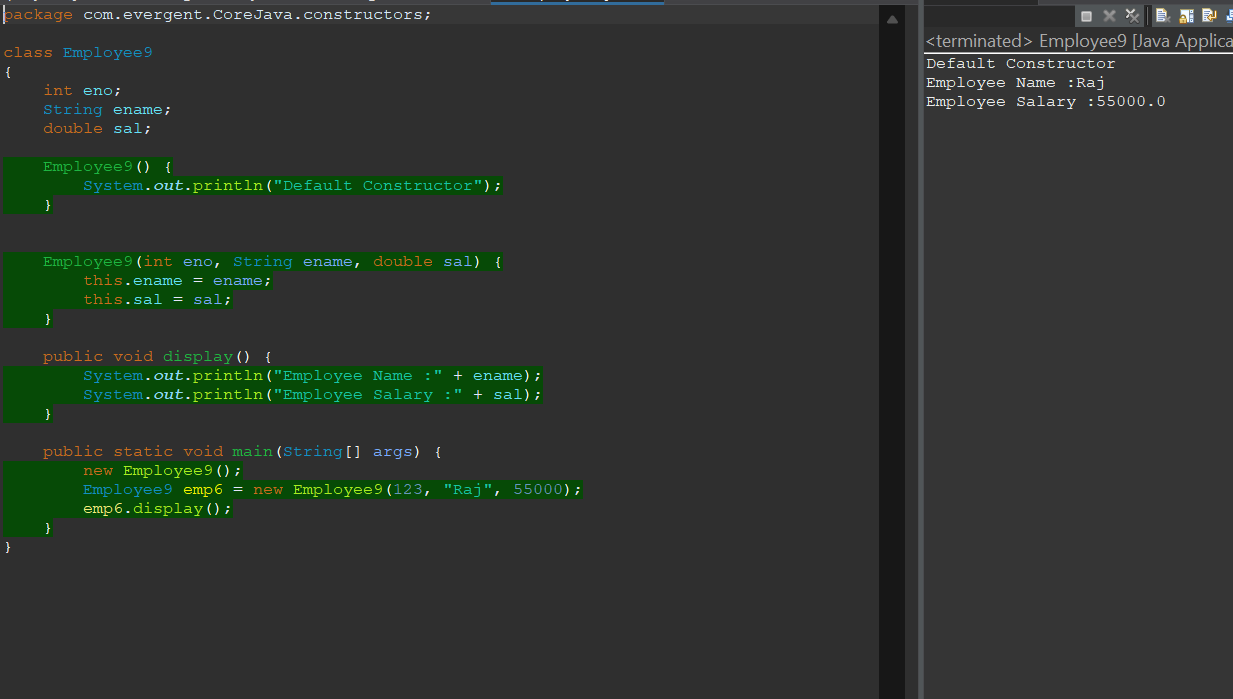 package com.evergent.CoreJava.constructors;
class Employee9
{
int eno;
String ename;
double sal;
Employee9() {
System.out.println("Default Constructor");
}
Employee9(int eno, String ename, double sal) {
this.ename = ename;
this.sal = sal;
}
public void display() {
System.out.println("Employee Name :" + ename);
System.out.println("Employee Salary :" + sal);
}
public static void main(String[] args) {
new Employee9();
Employee9 emp6 = new Employee9(123, "Raj", 55000);
emp6.display();
}
}
<terminated> Employee9 [Java Applica
Default Constructor
Employee Name :Raj
Employee Salary :55000.0